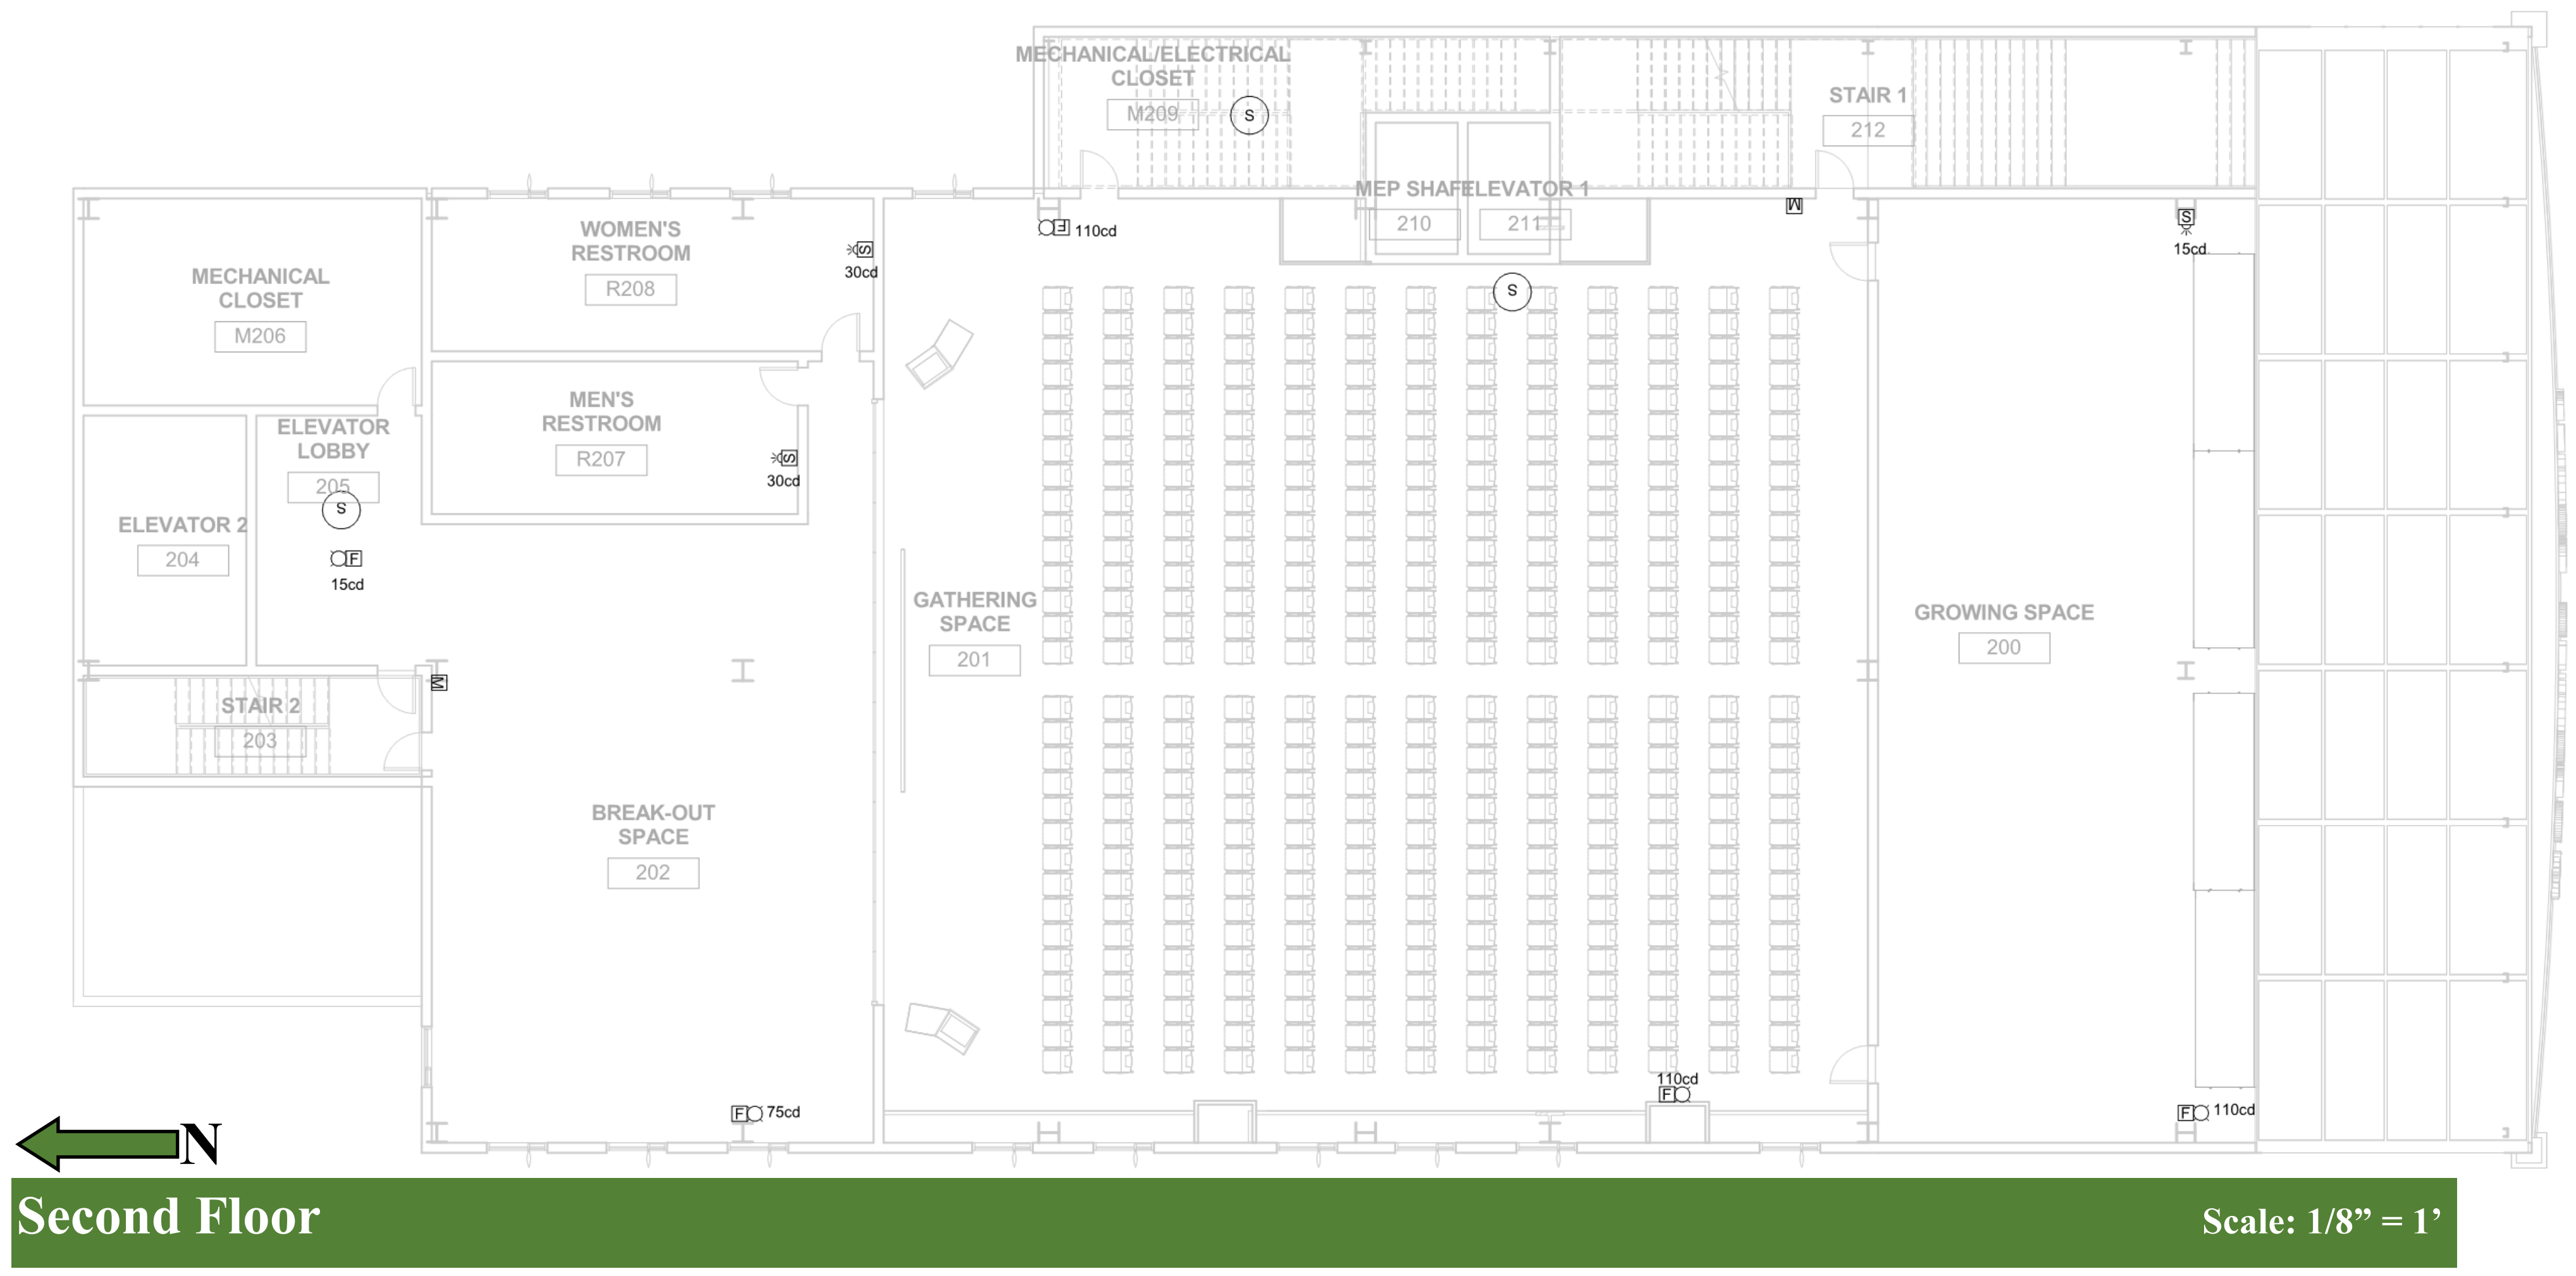 MECHANICAL/ELECTRICAL
CLOSET
M209
S
STAIR 1
212
MEP SHAFT
210
ELEVATOR 1
211
M
S
15cd
F
110cd
S
WOMEN'S
RESTROOM
R208
S
30cd
MECHANICAL
CLOSET
M206
MEN'S
RESTROOM
R207
S
30cd
ELEVATOR
LOBBY
205
S
F
15cd
ELEVATOR 2
204
GATHERING
SPACE
201
GROWING SPACE
200
STAIR 2
203
M
BREAK-OUT
SPACE
202
F
75cd
110cd
F
F
110cd
N
Second Floor
Scale: 1/8” = 1’